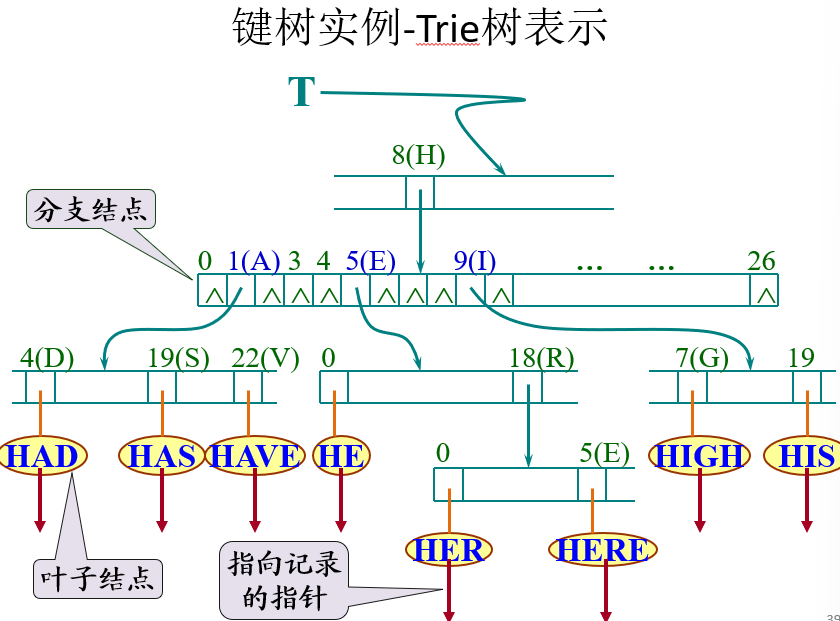 键树实例-Trie树表示
T
8(H)
分支结点
0 1(A) 3 4 5(E) 9(I) ... ... 26
∧ ∧ ∧ ∧ ∧ ∧ ∧ ∧ ∧
4(D) 19(S) 22(V) 0 18(R) 7(G) 19
HAD HAS HAVE HE HIGH HIS
0 5(E)
HER HERE
叶子结点
指向记录
的指针
39